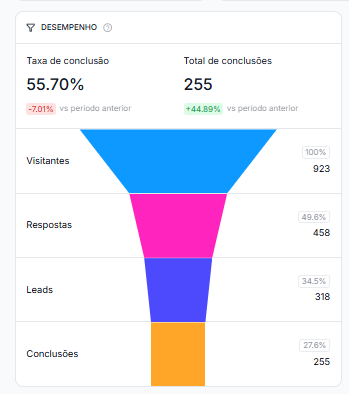 DESEMPENHO ?
Taxa de conclusão
Total de conclusões
55.70%
255
-7.01% vs período anterior
+44.89% vs período anterior
Visitantes
100%
923
Respostas
49.6%
458
Leads
34.5%
318
Conclusões
27.6%
255